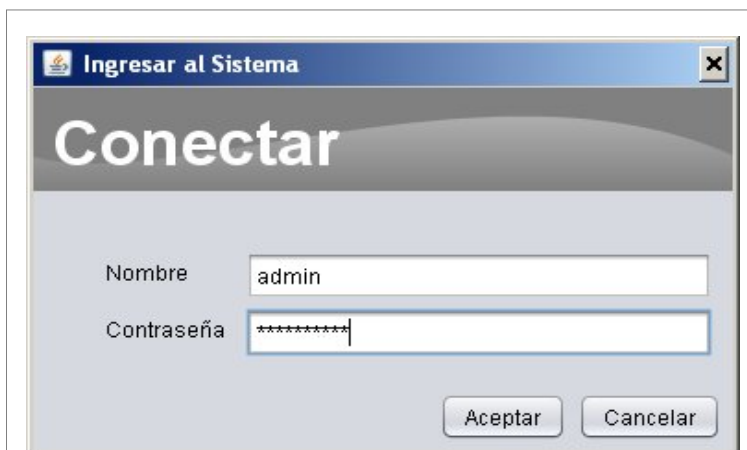 Ingresar al Sistema
Conectar
Nombre admin
Contraseña **********
Aceptar Cancelar